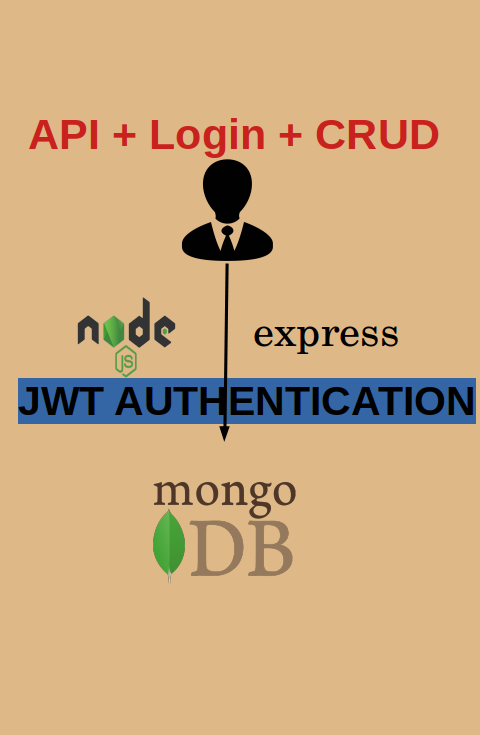 API + Login + CRUD
node
JS
express
JWT AUTHENTICATION
mongo
DB